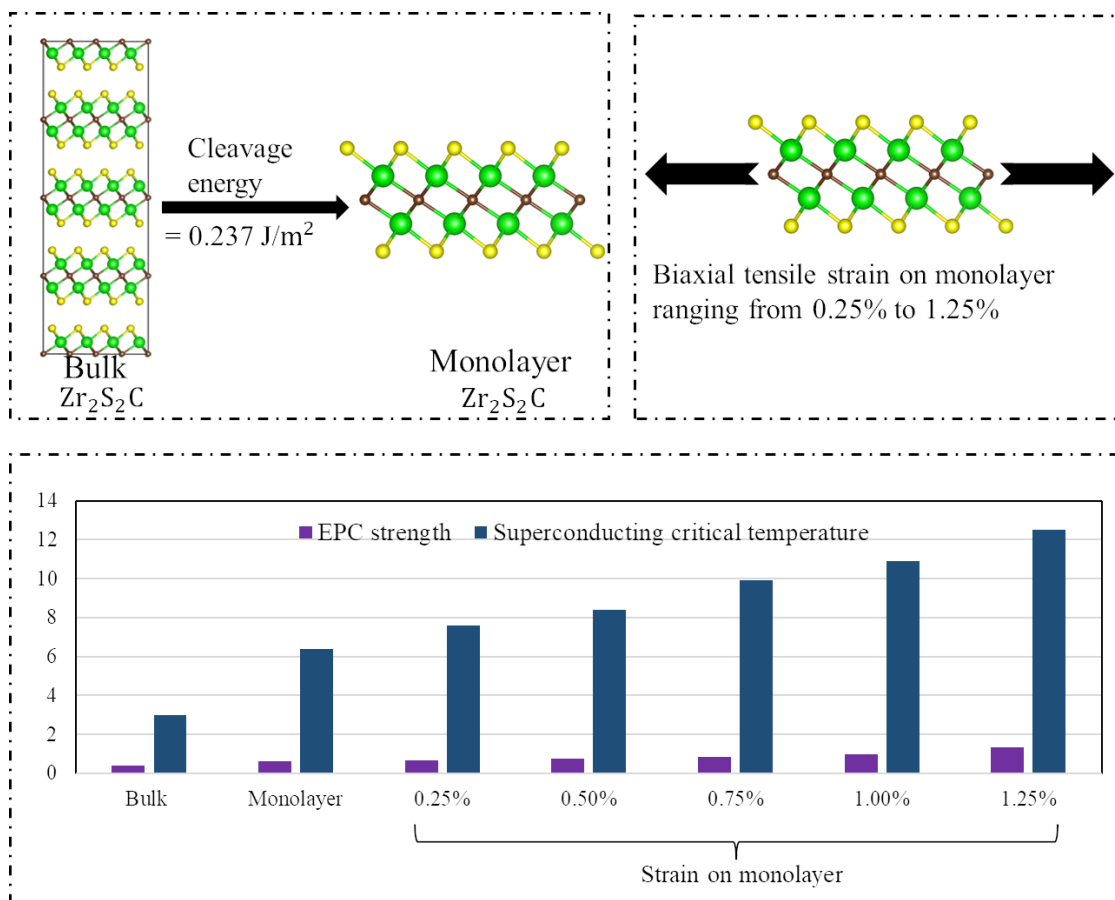 Cleavage
energy
= 0.237 J/m²
Bulk
Zr₂S₂C
Monolayer
Zr₂S₂C
Biaxial tensile strain on monolayer
ranging from 0.25% to 1.25%
EPC strength Superconducting critical temperature
14
12
10
8
6
4
2
0
Bulk Monolayer 0.25% 0.50% 0.75% 1.00% 1.25%
Strain on monolayer